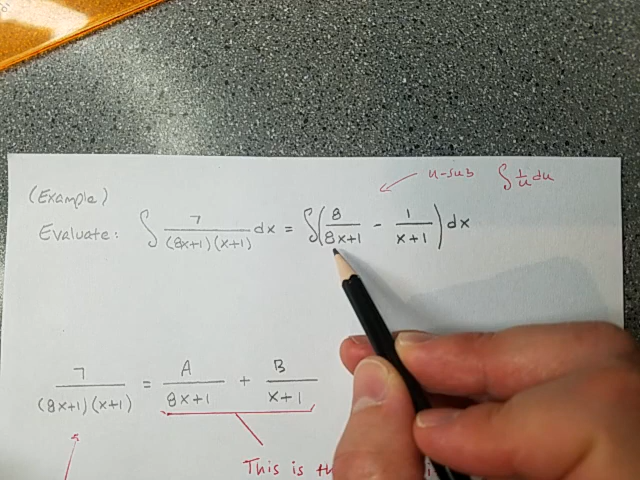 (Example)
u-sub ∫ 1/u du
Evaluate: ∫ 7/((8x+1)(x+1)) dx = ∫(8/(8x+1) - 1/(x+1)) dx
7/((8x+1)(x+1)) = A/(8x+1) + B/(x+1)
This is